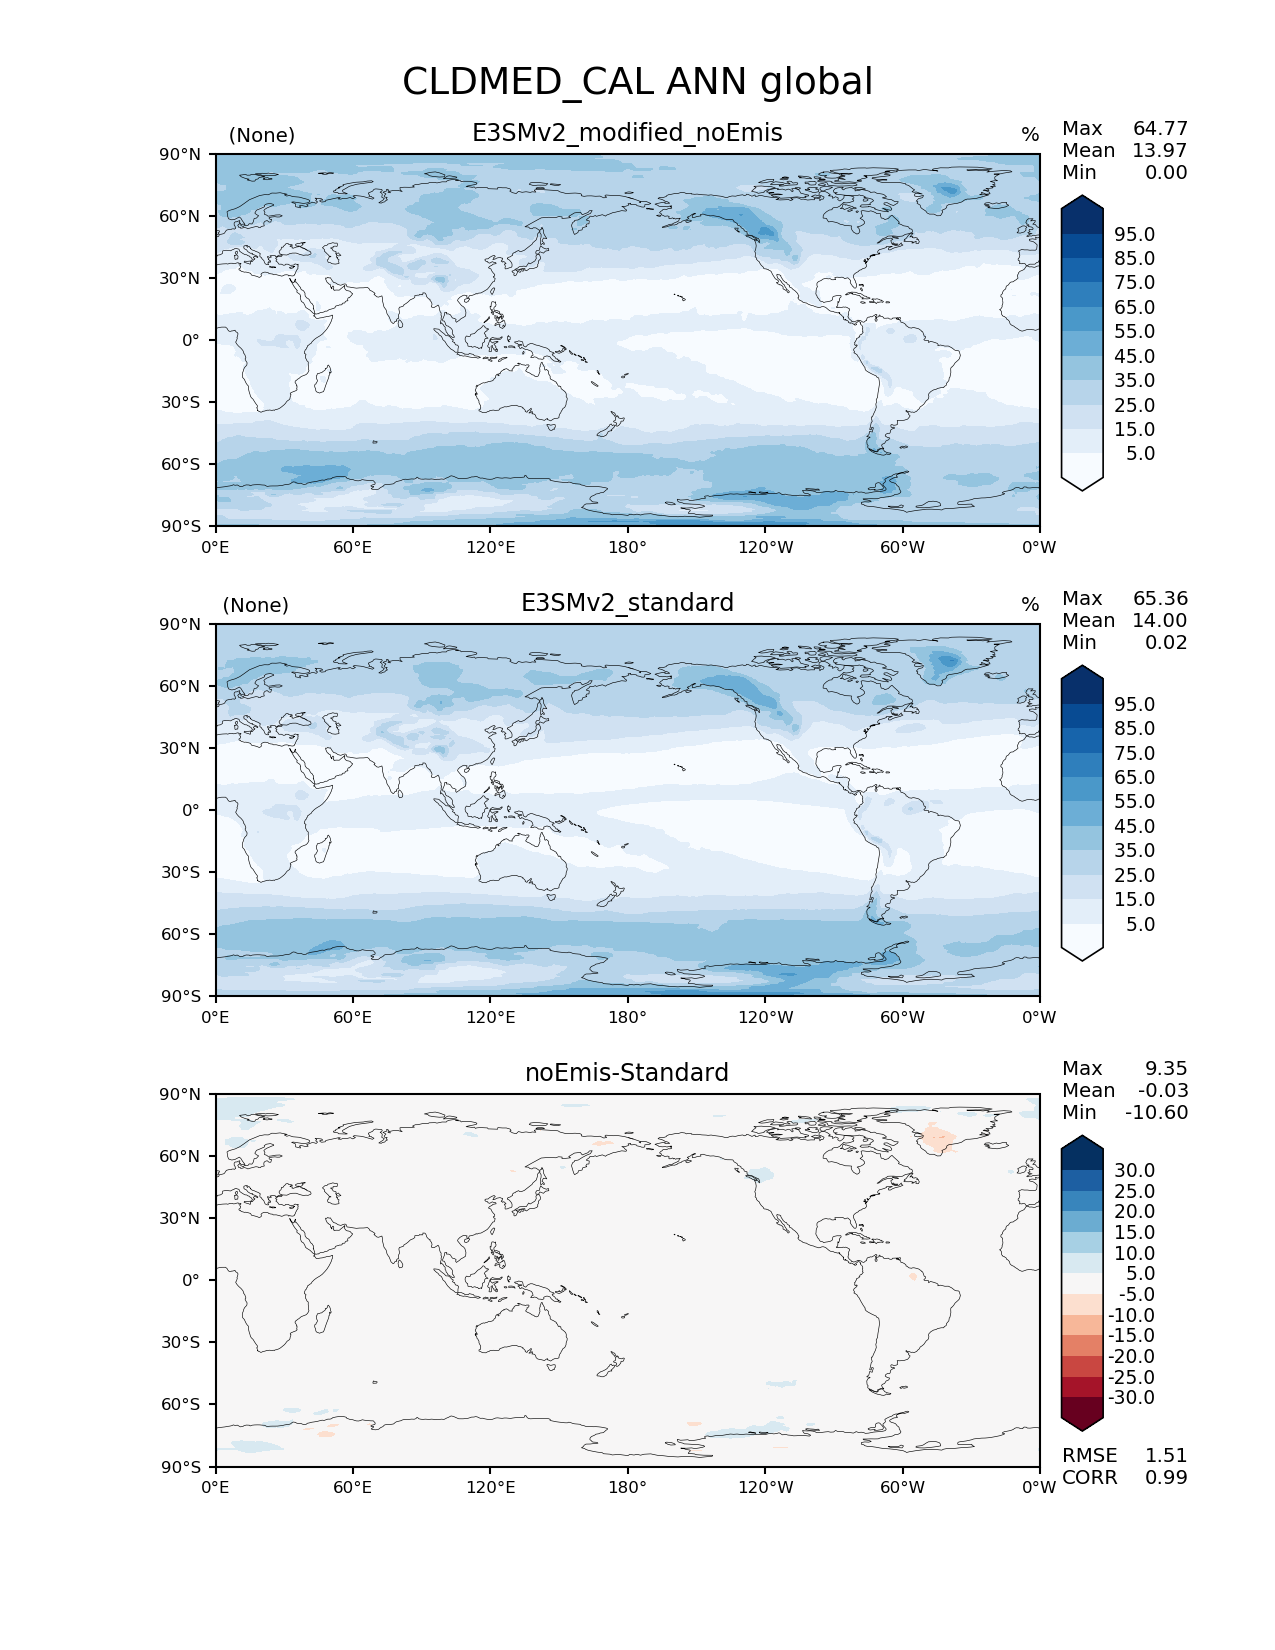 CLDMED_CAL ANN global
(None) E3SMv2_modified_noEmis %
Max 64.77
Mean 13.97
Min 0.00
90°N
60°N
30°N
0°
30°S
60°S
90°S
0°E 60°E 120°E 180° 120°W 60°W 0°W
95.0
85.0
75.0
65.0
55.0
45.0
35.0
25.0
15.0
5.0
(None) E3SMv2_standard %
Max 65.36
Mean 14.00
Min 0.02
90°N
60°N
30°N
0°
30°S
60°S
90°S
0°E 60°E 120°E 180° 120°W 60°W 0°W
95.0
85.0
75.0
65.0
55.0
45.0
35.0
25.0
15.0
5.0
noEmis-Standard
Max 9.35
Mean -0.03
Min -10.60
90°N
60°N
30°N
0°
30°S
60°S
90°S
0°E 60°E 120°E 180° 120°W 60°W 0°W
30.0
25.0
20.0
15.0
10.0
5.0
-5.0
-10.0
-15.0
-20.0
-25.0
-30.0
RMSE 1.51
CORR 0.99